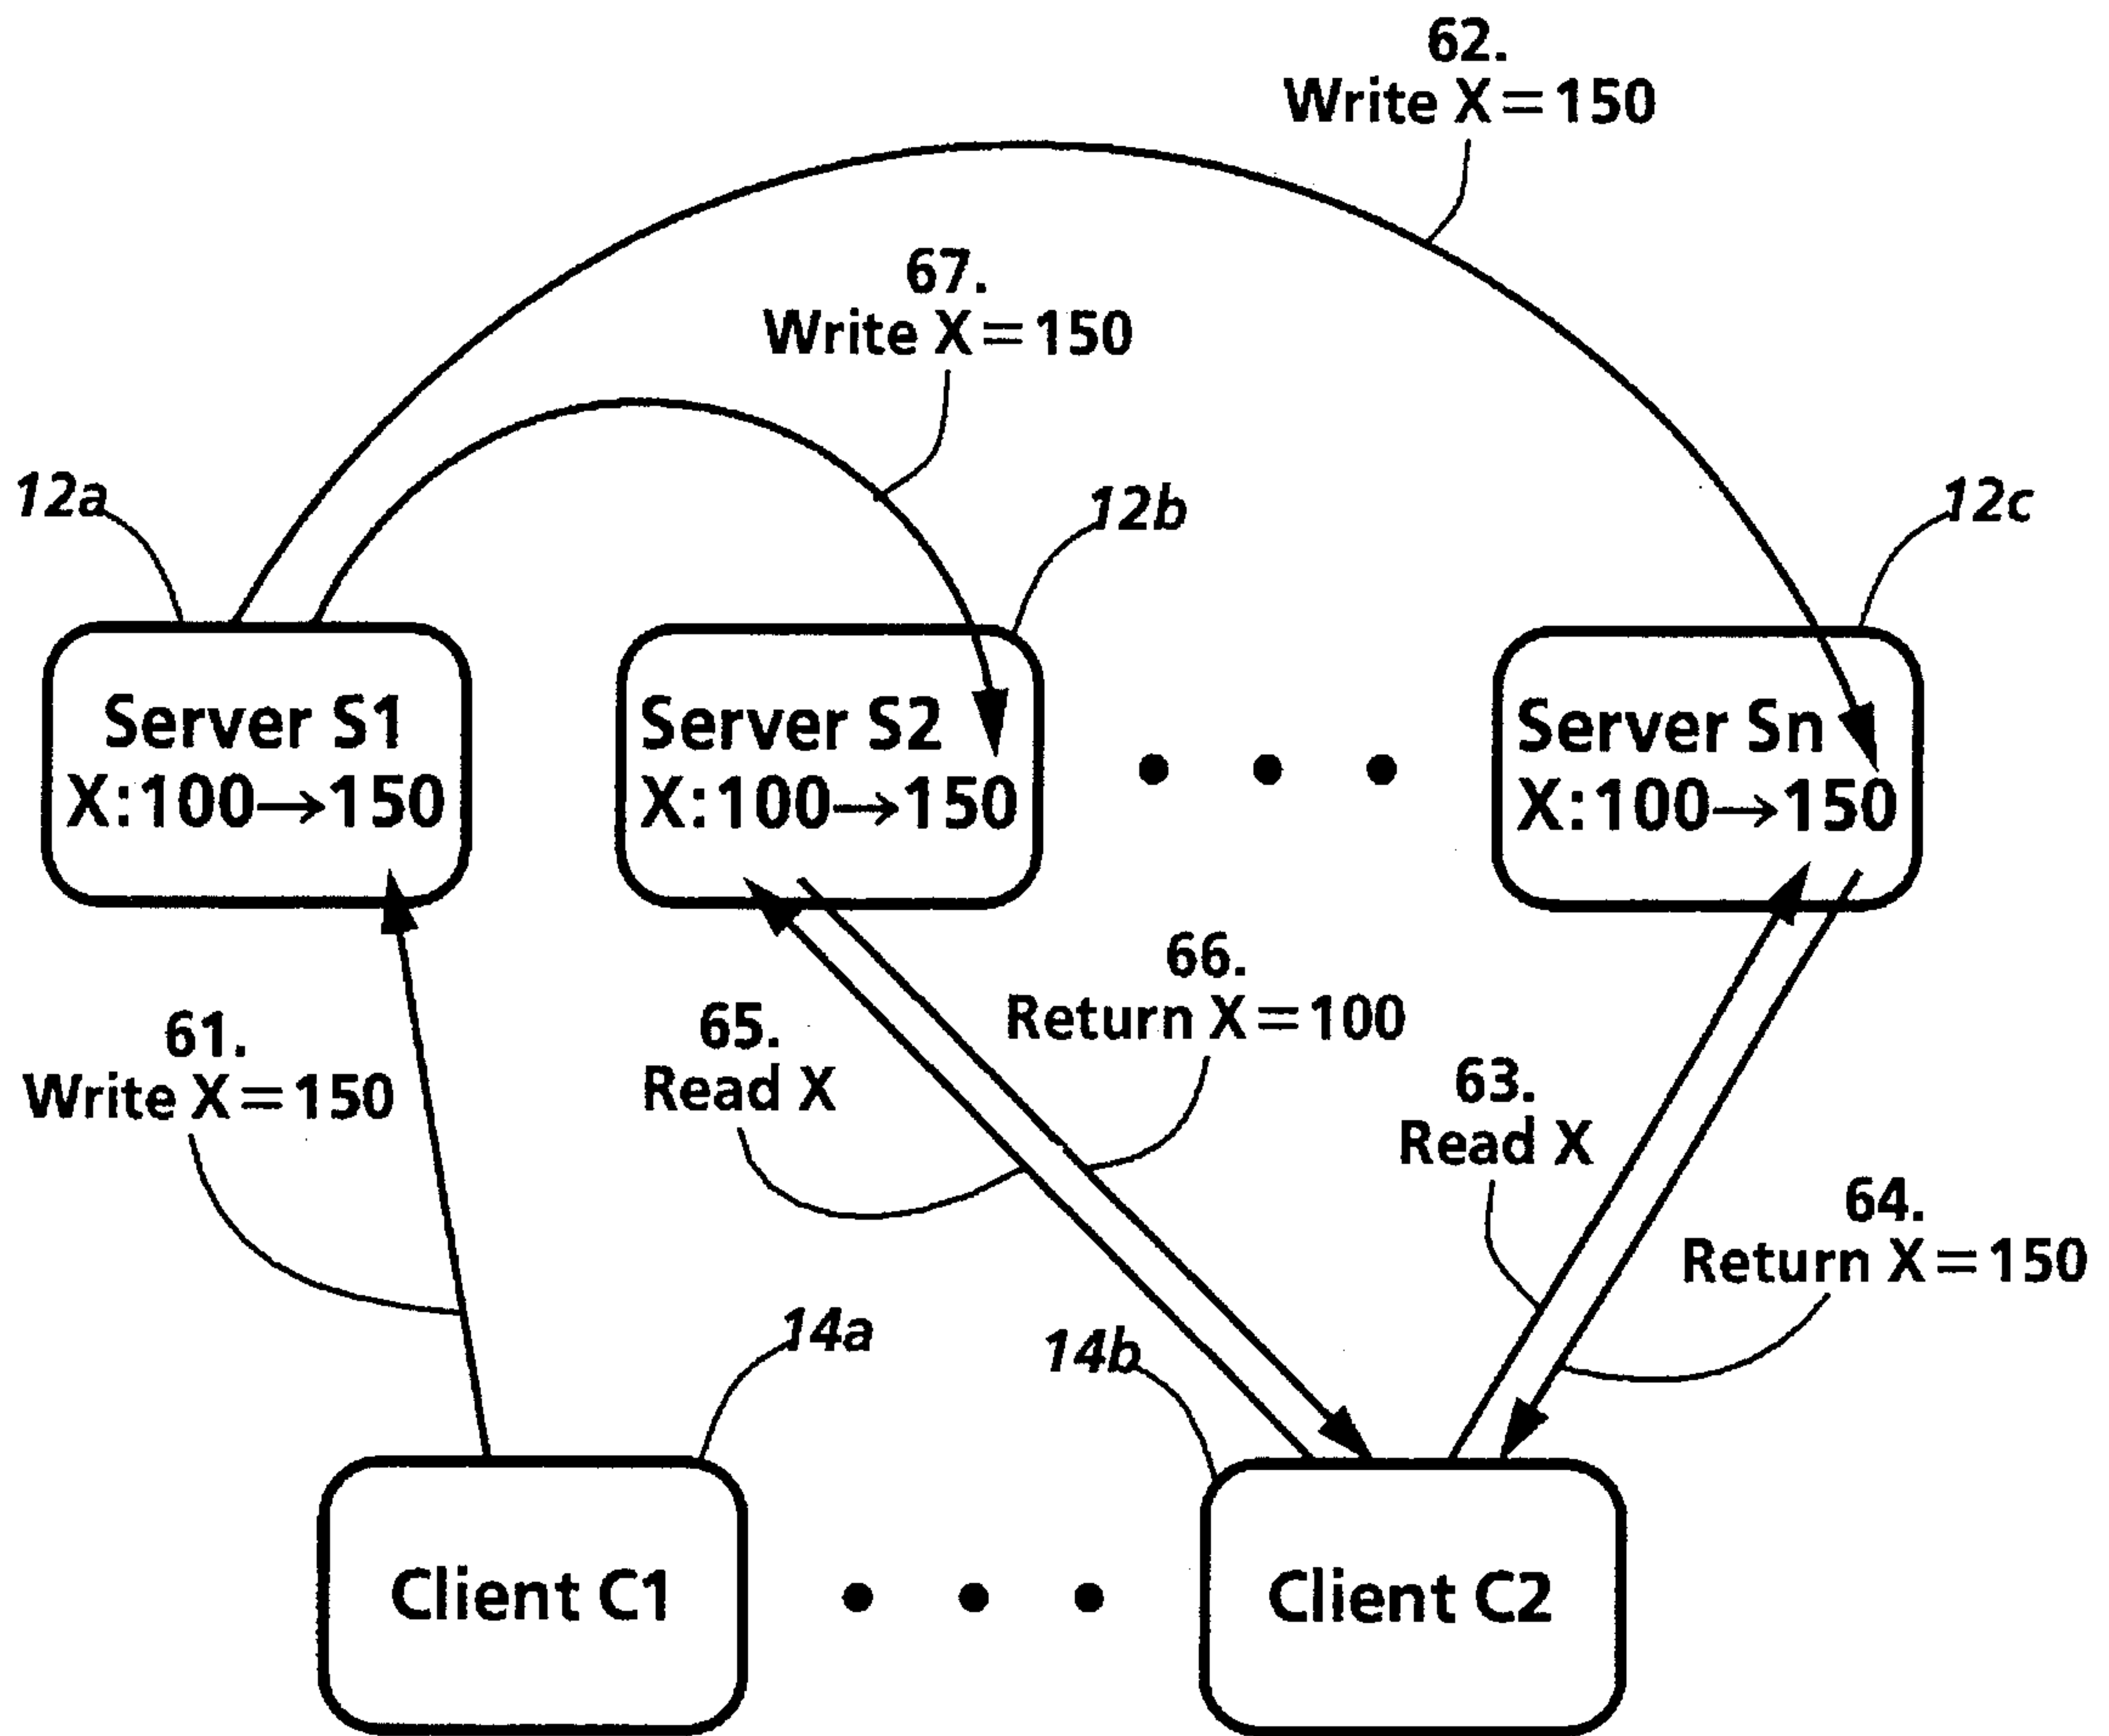 62.
Write X=150
67.
Write X=150
12a
12b
12c
Server S1
X:100→150
Server S2
X:100→150
Server Sn
X:100→150
61.
Write X=150
65.
Read X
66.
Return X=100
63.
Read X
64.
Return X=150
14a
14b
Client C1
Client C2